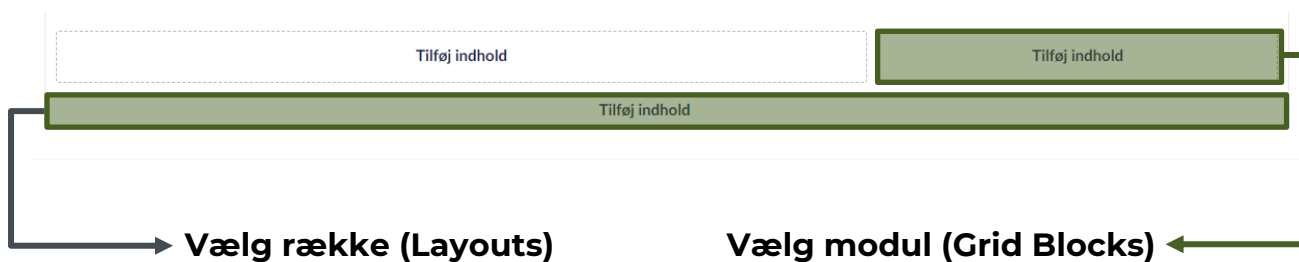 Tilføj indhold
Tilføj indhold
Tilføj indhold
Vælg række (Layouts)
Vælg modul (Grid Blocks)